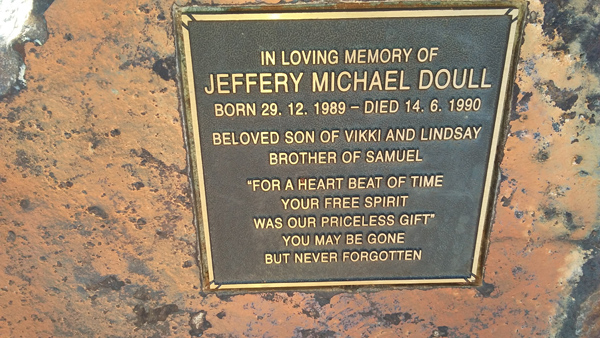 IN LOVING MEMORY OF
JEFFERY MICHAEL DOULL
BORN 29. 12. 1989 – DIED 14. 6. 1990
BELOVED SON OF VIKKI AND LINDSAY
BROTHER OF SAMUEL
"FOR A HEART BEAT OF TIME
YOUR FREE SPIRIT
WAS OUR PRICELESS GIFT"
YOU MAY BE GONE
BUT NEVER FORGOTTEN